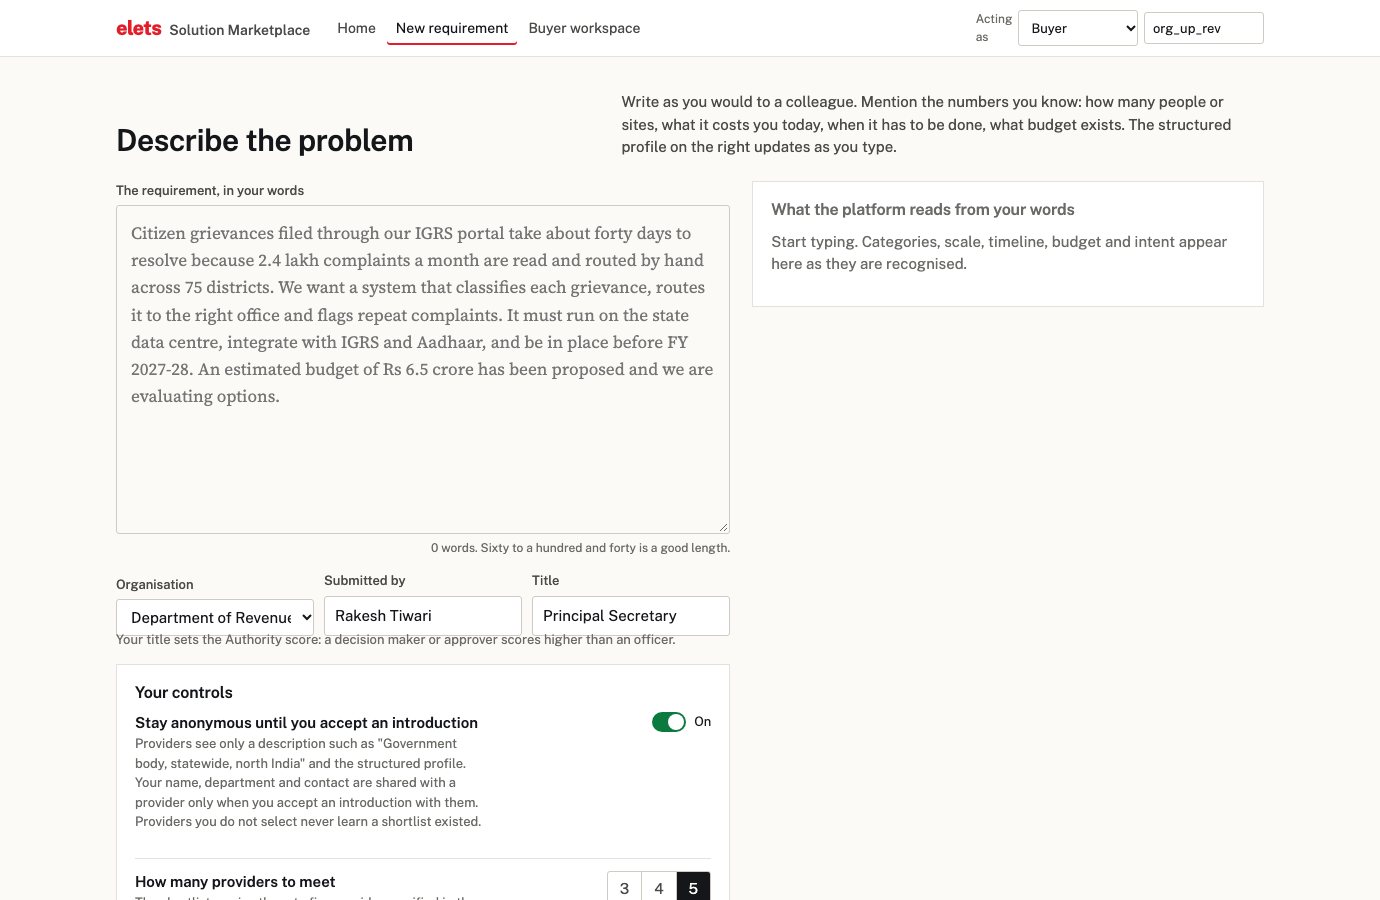 elets Solution Marketplace
Home
New requirement
Buyer workspace
Acting as
Buyer
org_up_rev
Describe the problem
Write as you would to a colleague. Mention the numbers you know: how many people or
sites, what it costs you today, when it has to be done, what budget exists. The structured
profile on the right updates as you type.
The requirement, in your words
Citizen grievances filed through our IGRS portal take about forty days to
resolve because 2.4 lakh complaints a month are read and routed by hand
across 75 districts. We want a system that classifies each grievance, routes
it to the right office and flags repeat complaints. It must run on the state
data centre, integrate with IGRS and Aadhaar, and be in place before FY
2027-28. An estimated budget of Rs 6.5 crore has been proposed and we are
evaluating options.
0 words. Sixty to a hundred and forty is a good length.
What the platform reads from your words
Start typing. Categories, scale, timeline, budget and intent appear
here as they are recognised.
Organisation
Department of Revenue
Submitted by
Rakesh Tiwari
Title
Principal Secretary
Your title sets the Authority score: a decision maker or approver scores higher than an officer.
Your controls
Stay anonymous until you accept an introduction
On
Providers see only a description such as "Government
body, statewide, north India" and the structured profile.
Your name, department and contact are shared with a
provider only when you accept an introduction with them.
Providers you do not select never learn a shortlist existed.
How many providers to meet
3 4 5